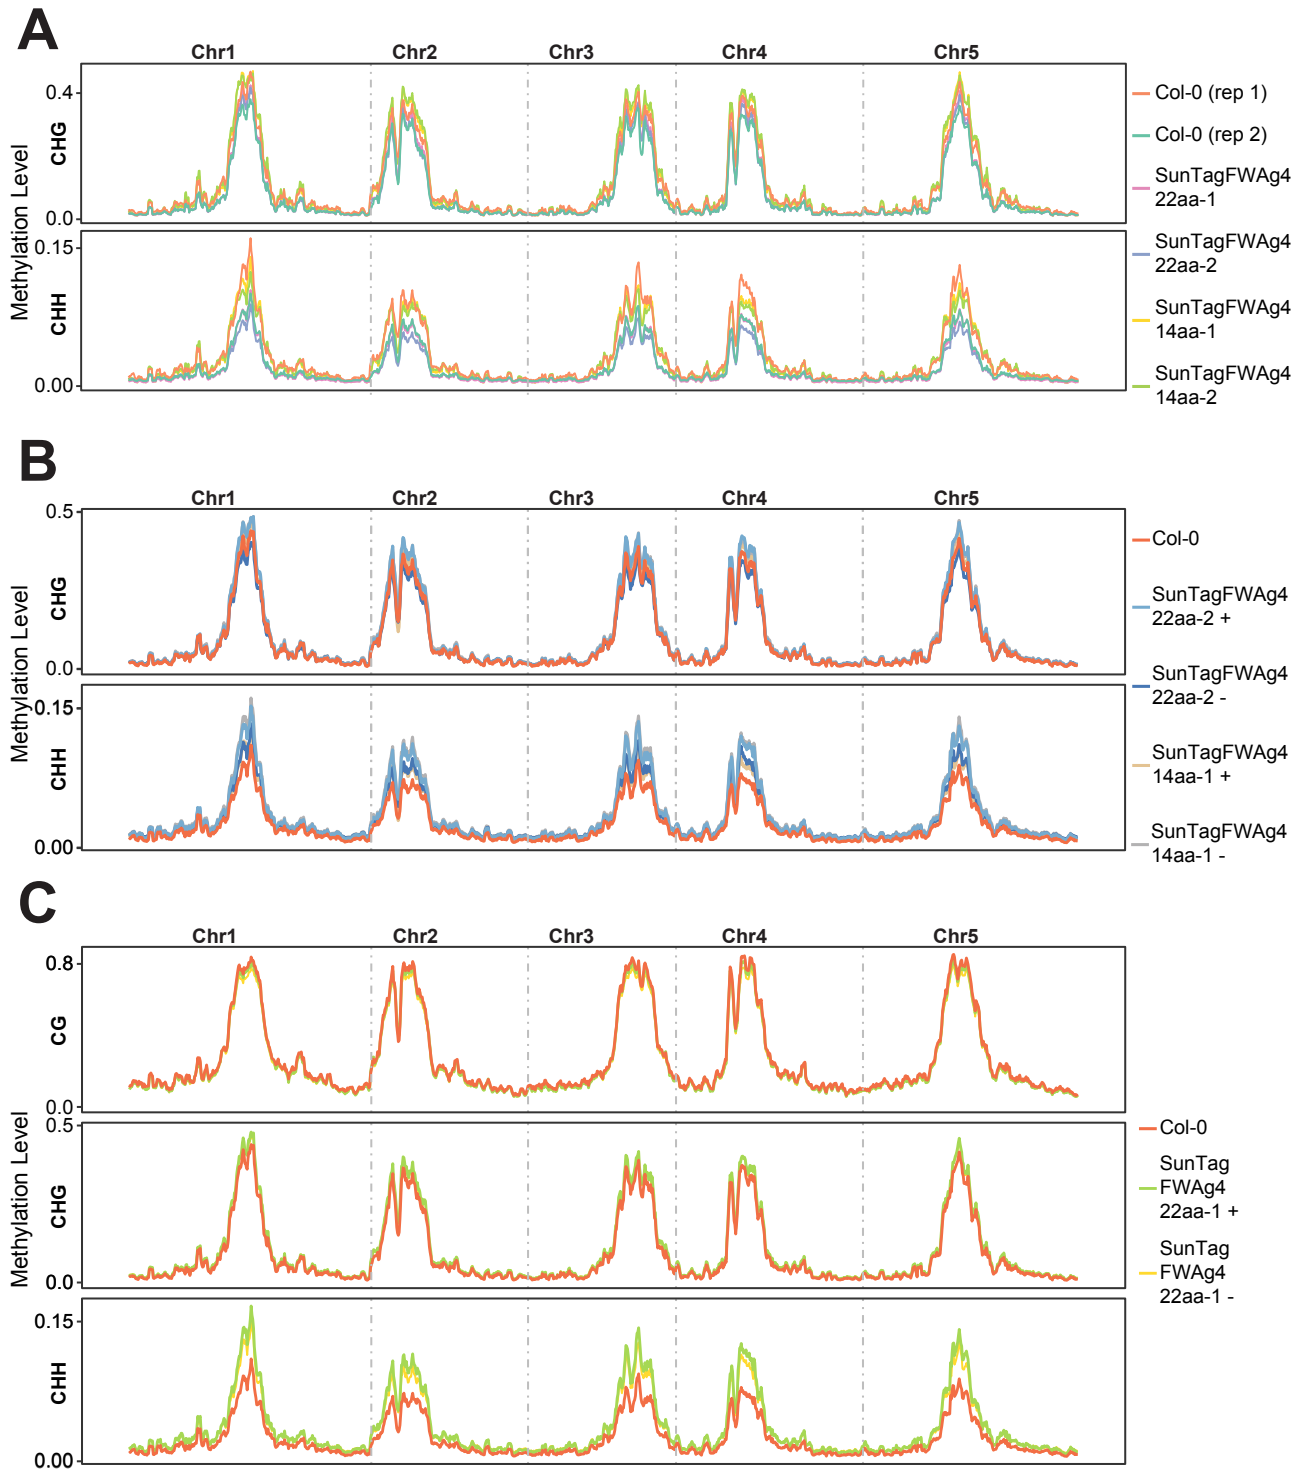 A
Chr1 Chr2 Chr3 Chr4 Chr5
Methylation Level
CHG
0.4
0.0
CHH
0.15
0.00
Col-0 (rep 1)
Col-0 (rep 2)
SunTagFWAg4
22aa-1
SunTagFWAg4
22aa-2
SunTagFWAg4
14aa-1
SunTagFWAg4
14aa-2
B
Chr1 Chr2 Chr3 Chr4 Chr5
Methylation Level
CHG
0.5
0.0
CHH
0.15
0.00
Col-0
SunTagFWAg4
22aa-2 +
SunTagFWAg4
22aa-2 -
SunTagFWAg4
14aa-1 +
SunTagFWAg4
14aa-1 -
C
Chr1 Chr2 Chr3 Chr4 Chr5
Methylation Level
CG
0.8
0.0
CHG
0.5
0.0
CHH
0.15
0.00
Col-0
SunTag
FWAg4
22aa-1 +
SunTag
FWAg4
22aa-1 -